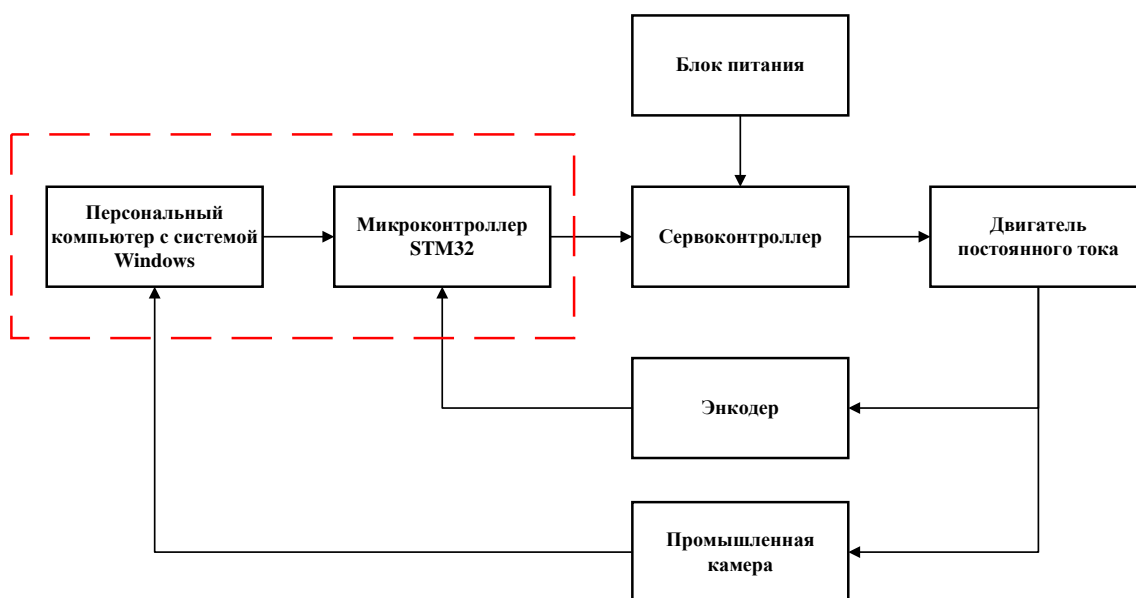 Блок питания
Персональный
компьютер с системой
Windows
Микроконтроллер
STM32
Сервоконтроллер
Двигатель
постоянного тока
Энкодер
Промышленная
камера